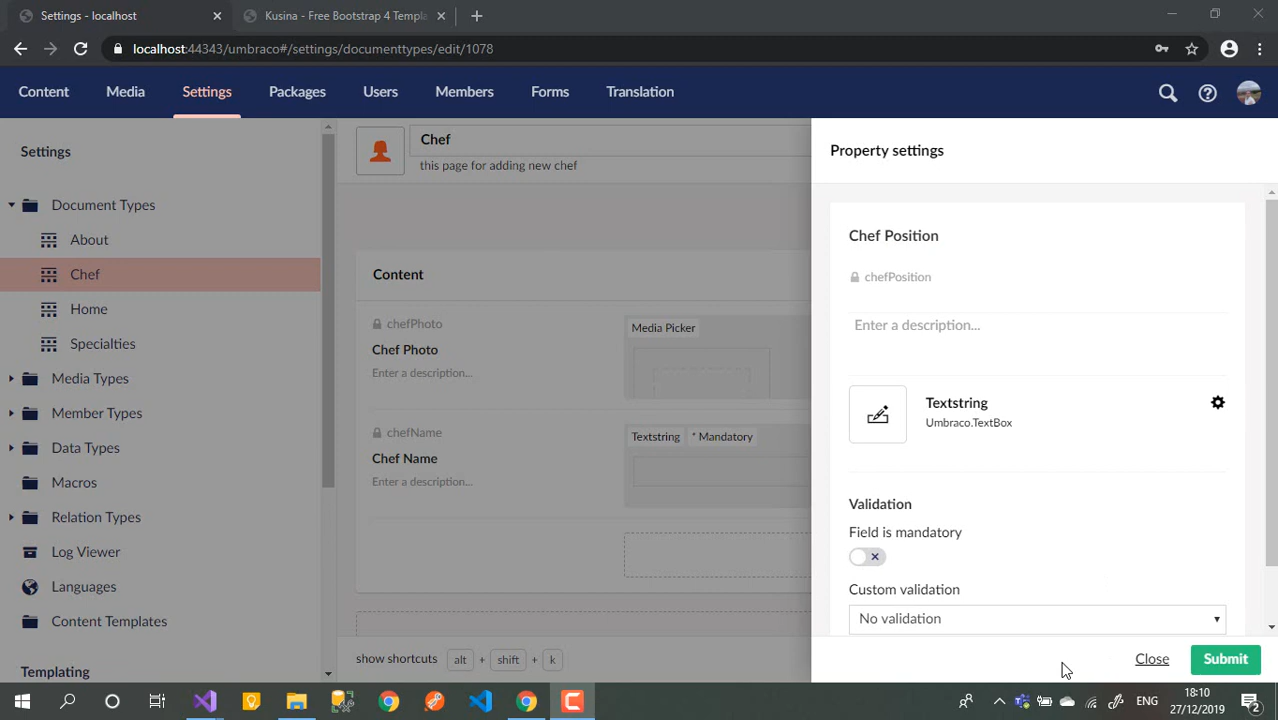 Settings - localhost
Kusina - Free Bootstrap 4 Templa
localhost:44343/umbraco#/settings/documenttypes/edit/1078
Content
Media
Settings
Packages
Users
Members
Forms
Translation
Settings
Document Types
About
Chef
Home
Specialties
Media Types
Member Types
Data Types
Macros
Relation Types
Log Viewer
Languages
Content Templates
Templating
Chef
this page for adding new chef
Content
chefPhoto
Chef Photo
Enter a description...
Media Picker
chefName
Chef Name
Enter a description...
Textstring * Mandatory
show shortcuts alt + shift + k
Property settings
Chef Position
chefPosition
Enter a description...
Textstring
Umbraco.TextBox
Validation
Field is mandatory
Custom validation
No validation
Close
Submit
ENG
18:10
27/12/2019
2